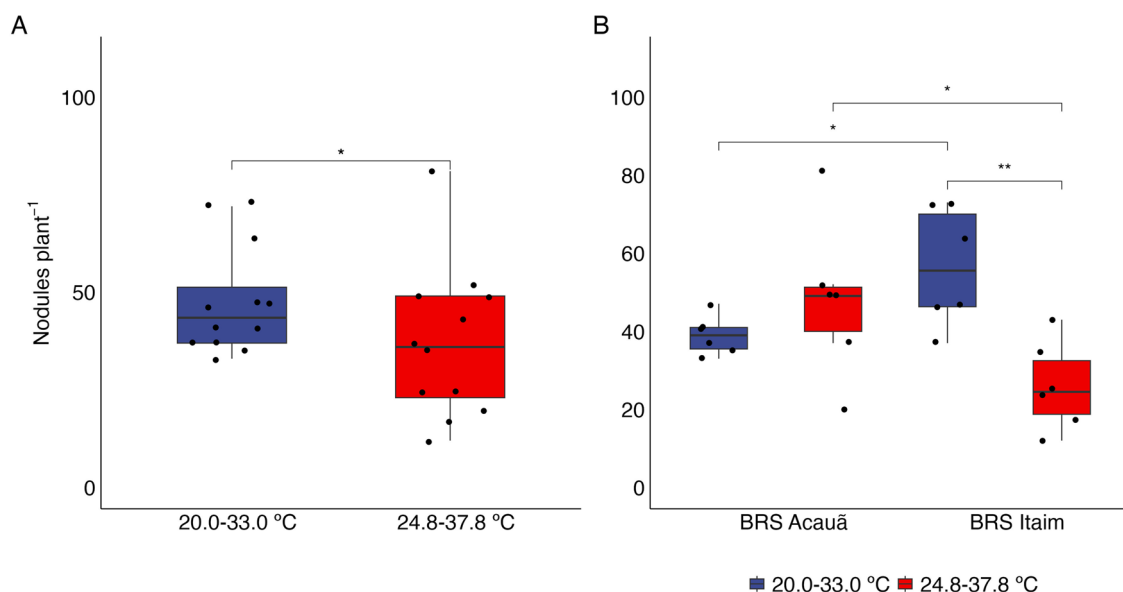 A
Nodules plant⁻¹
100
50
0
*
20.0-33.0 ºC
24.8-37.8 ºC
B
100
80
60
40
20
0
*
*
**
BRS Acauã
BRS Itaim
20.0-33.0 ºC
24.8-37.8 ºC